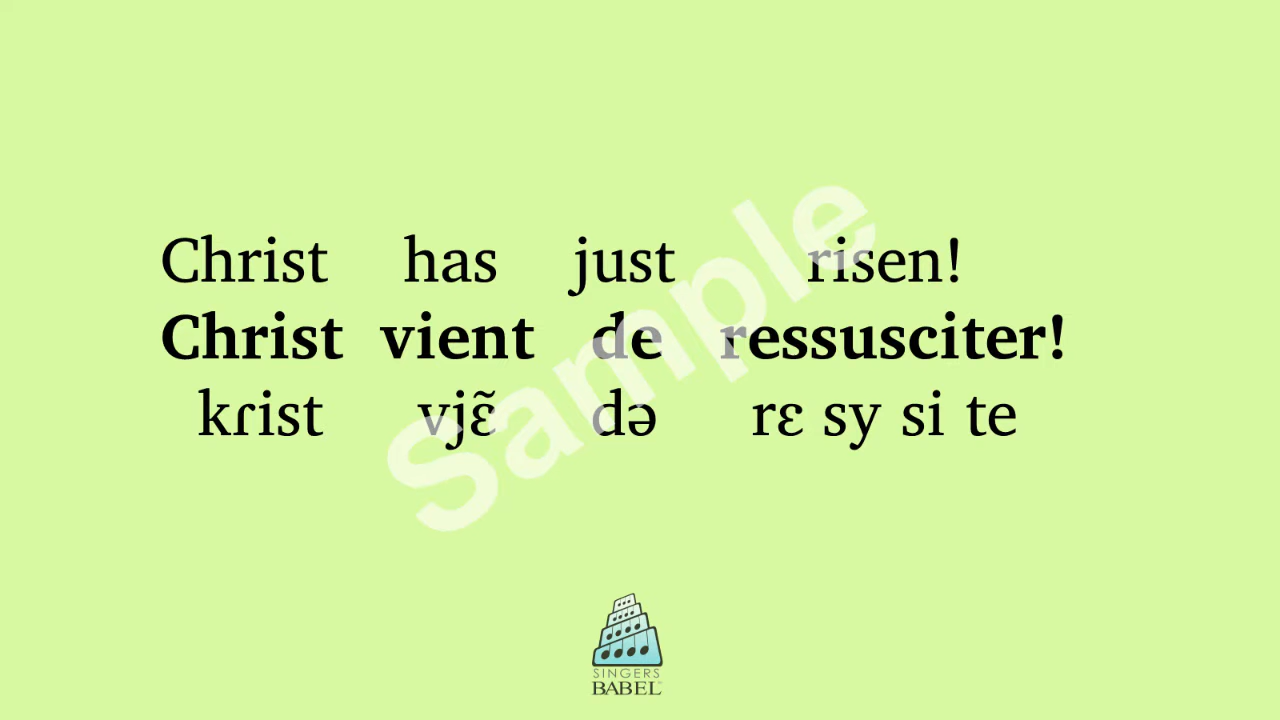 Christ has just risen!
Christ vient de ressusciter!
kɾist vjɛ̃ də rɛ sy si te
Sample
SINGERS
BABEL